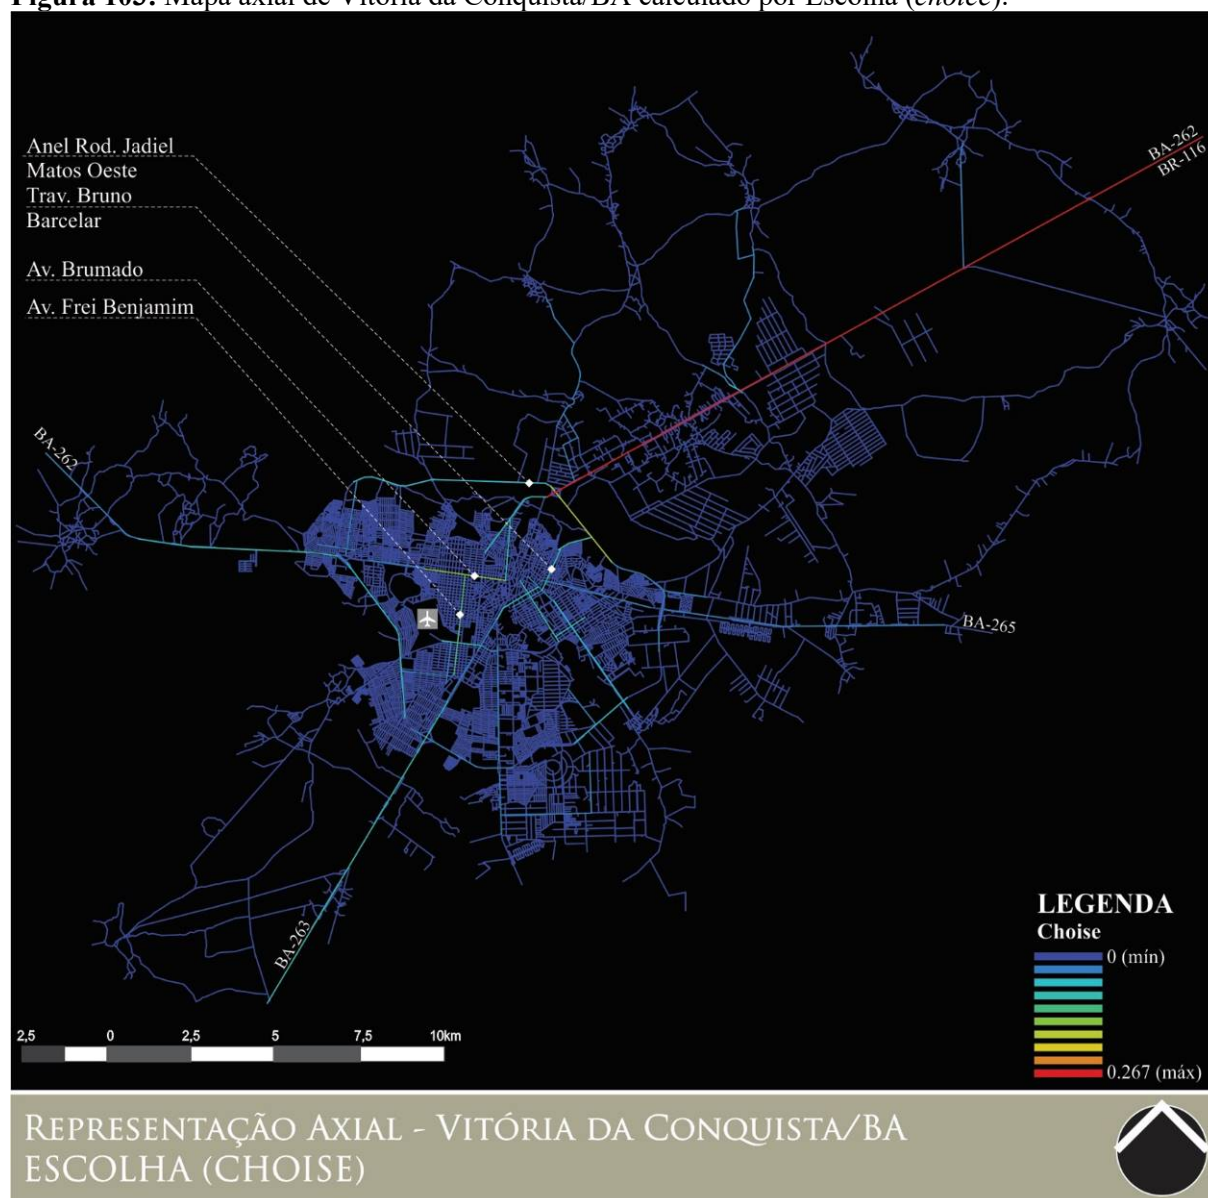 Figura 105: Mapa axial de Vitória da Conquista/BA calculado por Escolha (choice).
Anel Rod. Jadiel
Matos Oeste
Trav. Bruno
Barcelar
Av. Brumado
Av. Frei Benjamim
BA-262
BR-116
BA-262
BA-265
BA-263
LEGENDA
Choise
0 (mín)
0.267 (máx)
2,5 0 2,5 5 7,5 10km
REPRESENTAÇÃO AXIAL - VITÓRIA DA CONQUISTA/BA
ESCOLHA (CHOISE)